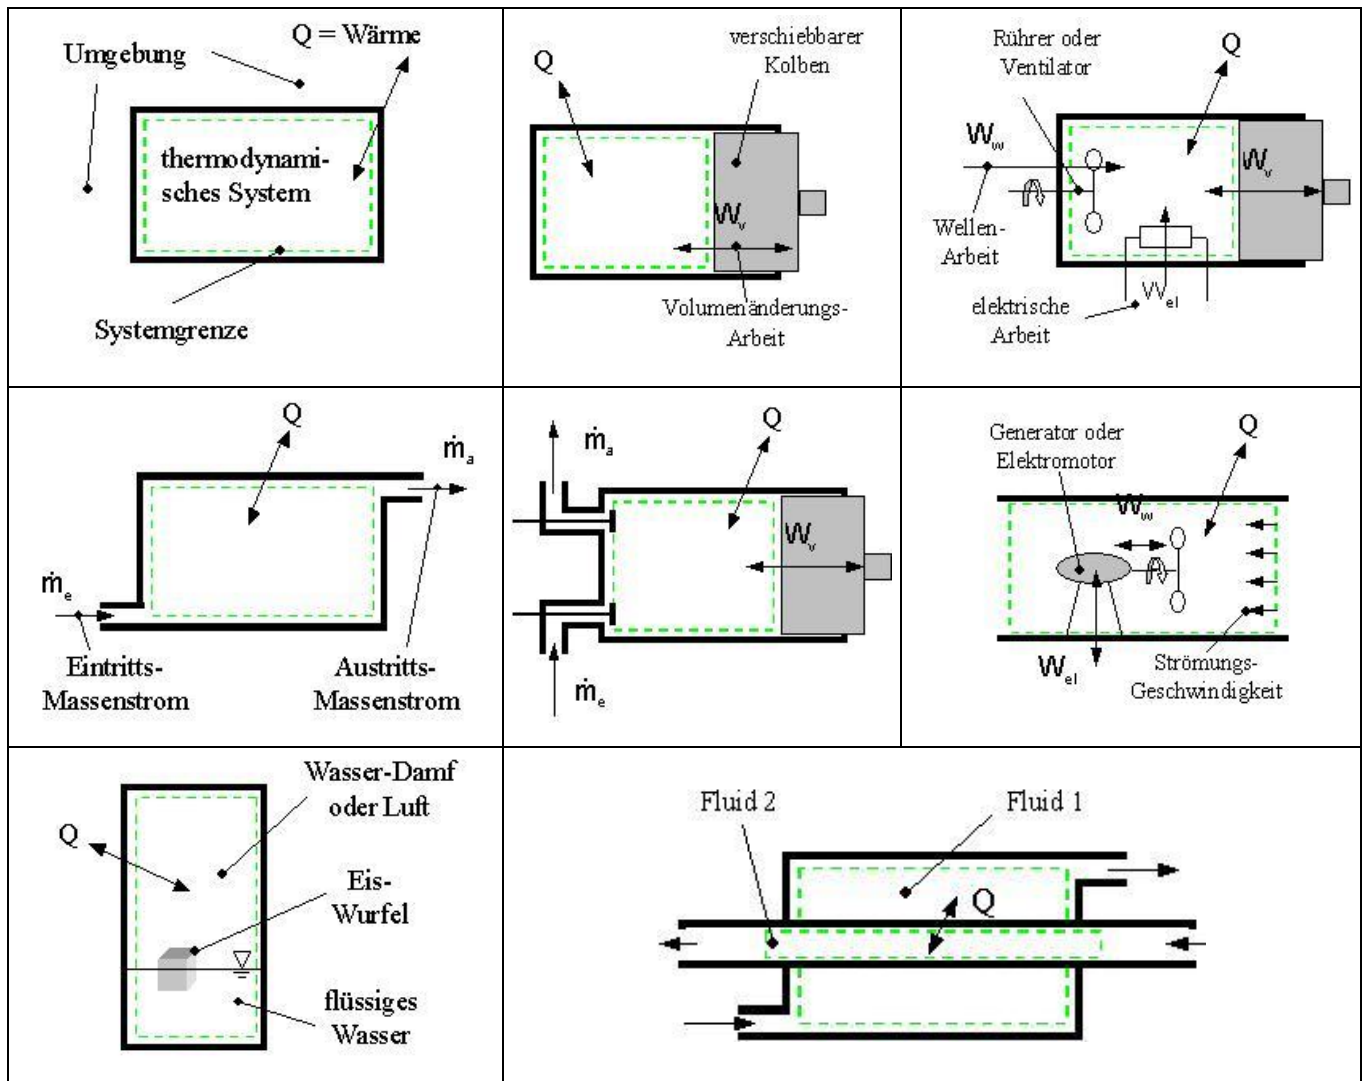 Q = Wärme
Umgebung
thermodynami-
sches System
Systemgrenze
Q
verschiebbarer
Kolben
Wv
Volumenänderungs-
Arbeit
Rührer oder
Ventilator
Q
Ww
Wv
Wellen-
Arbeit
Wel
elektrische
Arbeit
Q
ṁa
ṁe
Eintritts-
Massenstrom
Austritts-
Massenstrom
ṁa
Q
Wv
ṁe
Generator oder
Elektromotor
Q
Ww
Wel
Strömungs-
Geschwindigkeit
Wasser-Damf
oder Luft
Q
Eis-
Wurfel
flüssiges
Wasser
Fluid 2
Fluid 1
Q